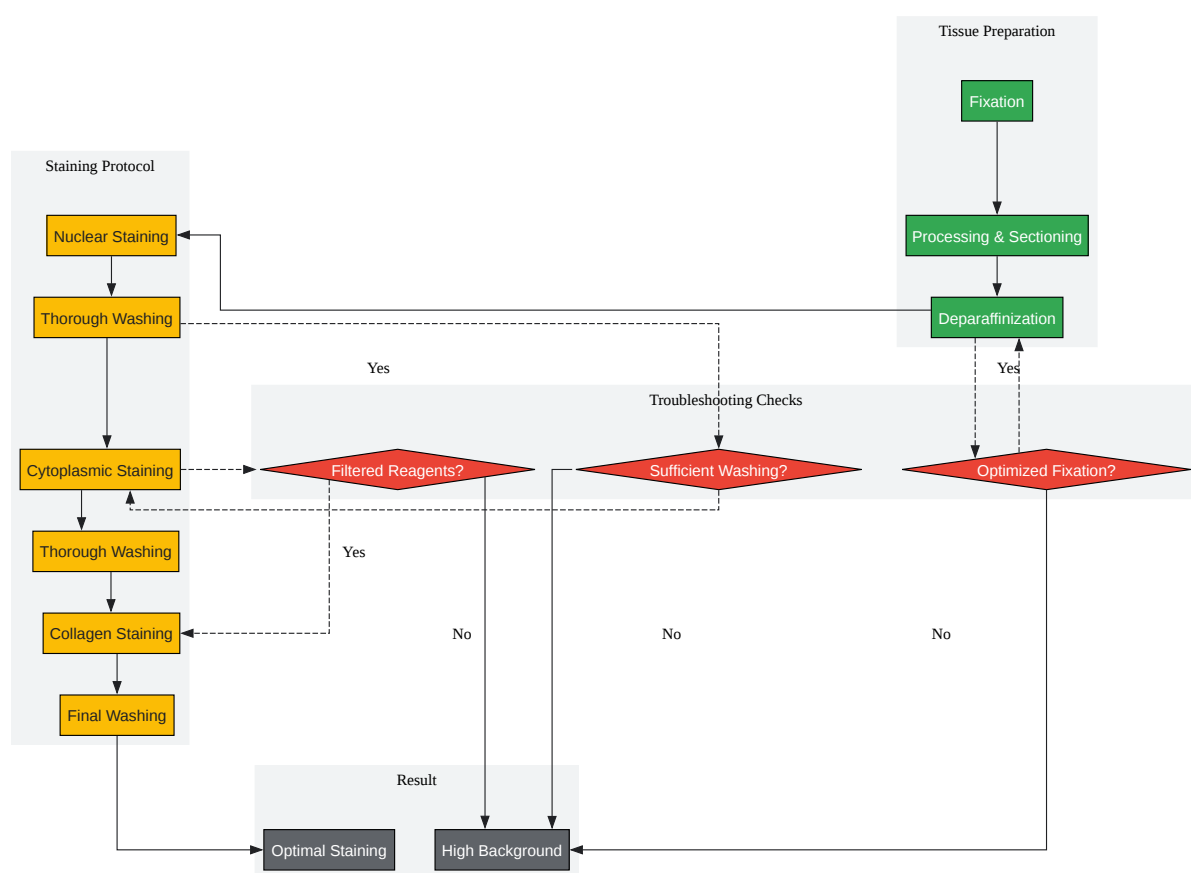 Tissue Preparation
Fixation
Staining Protocol
Nuclear Staining
Processing & Sectioning
Thorough Washing
Deparaffinization
Yes
Yes
Troubleshooting Checks
Cytoplasmic Staining
Filtered Reagents?
Sufficient Washing?
Optimized Fixation?
Thorough Washing
Yes
Collagen Staining
No
No
No
Final Washing
Result
Optimal Staining
High Background